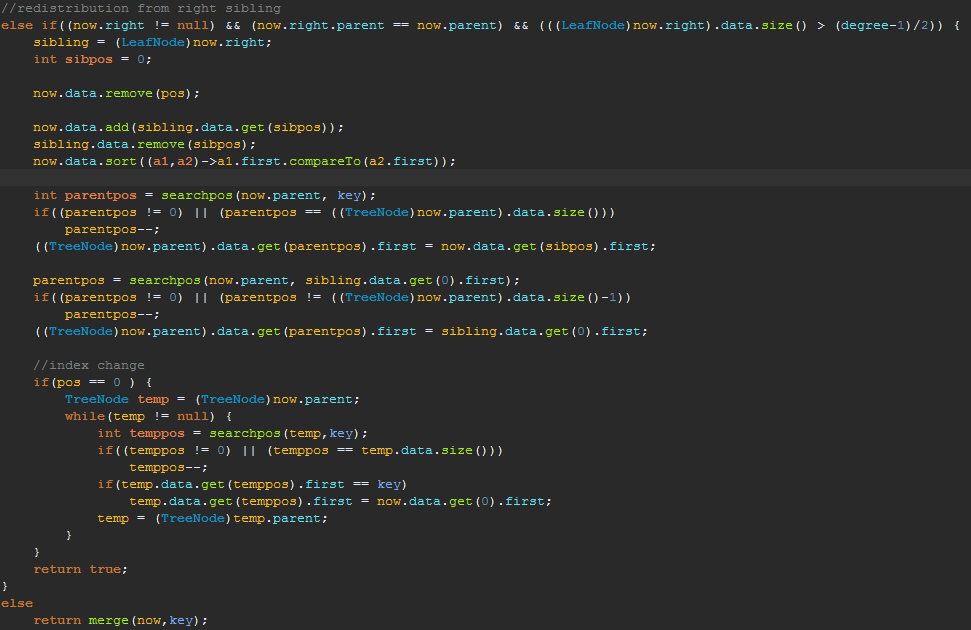 //redistribution from right sibling
else if((now.right != null) && (now.right.parent == now.parent) && (((LeafNode)now.right).data.size() > (degree-1)/2)) {
    sibling = (LeafNode)now.right;
    int sibpos = 0;

    now.data.remove(pos);

    now.data.add(sibling.data.get(sibpos));
    sibling.data.remove(sibpos);
    now.data.sort((a1,a2)->a1.first.compareTo(a2.first));

    int parentpos = searchpos(now.parent, key);
    if((parentpos != 0) || (parentpos == ((TreeNode)now.parent).data.size()))
        parentpos--;
    ((TreeNode)now.parent).data.get(parentpos).first = now.data.get(sibpos).first;

    parentpos = searchpos(now.parent, sibling.data.get(0).first);
    if((parentpos != 0) || (parentpos != ((TreeNode)now.parent).data.size()-1))
        parentpos--;
    ((TreeNode)now.parent).data.get(parentpos).first = sibling.data.get(0).first;

    //index change
    if(pos == 0 ) {
        TreeNode temp = (TreeNode)now.parent;
        while(temp != null) {
            int temppos = searchpos(temp,key);
            if((temppos != 0) || (temppos == temp.data.size()))
                temppos--;
            if(temp.data.get(temppos).first == key)
                temp.data.get(temppos).first = now.data.get(0).first;
            temp = (TreeNode)temp.parent;
        }
    }
    return true;
}
else
    return merge(now,key);